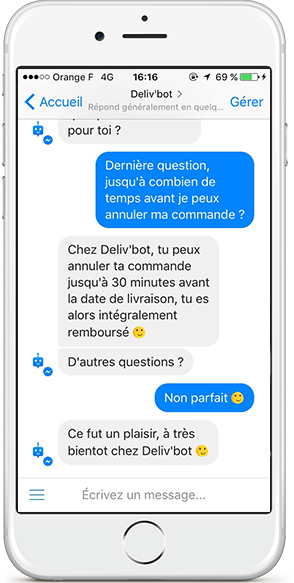 Orange F 4G 16:16 69 %
Accueil Deliv'bot > Gérer
Répond généralement en quelq...
pour toi ?
Dernière question,
jusqu'à combien de
temps avant je peux
annuler ma commande ?
Chez Deliv'bot, tu peux
annuler ta commande
jusqu'à 30 minutes avant
la date de livraison, tu es
alors intégralement
remboursé 🙂
D'autres questions ?
Non parfait 🙂
Ce fut un plaisir, à très
bientot chez Deliv'bot 🙂
Écrivez un message...